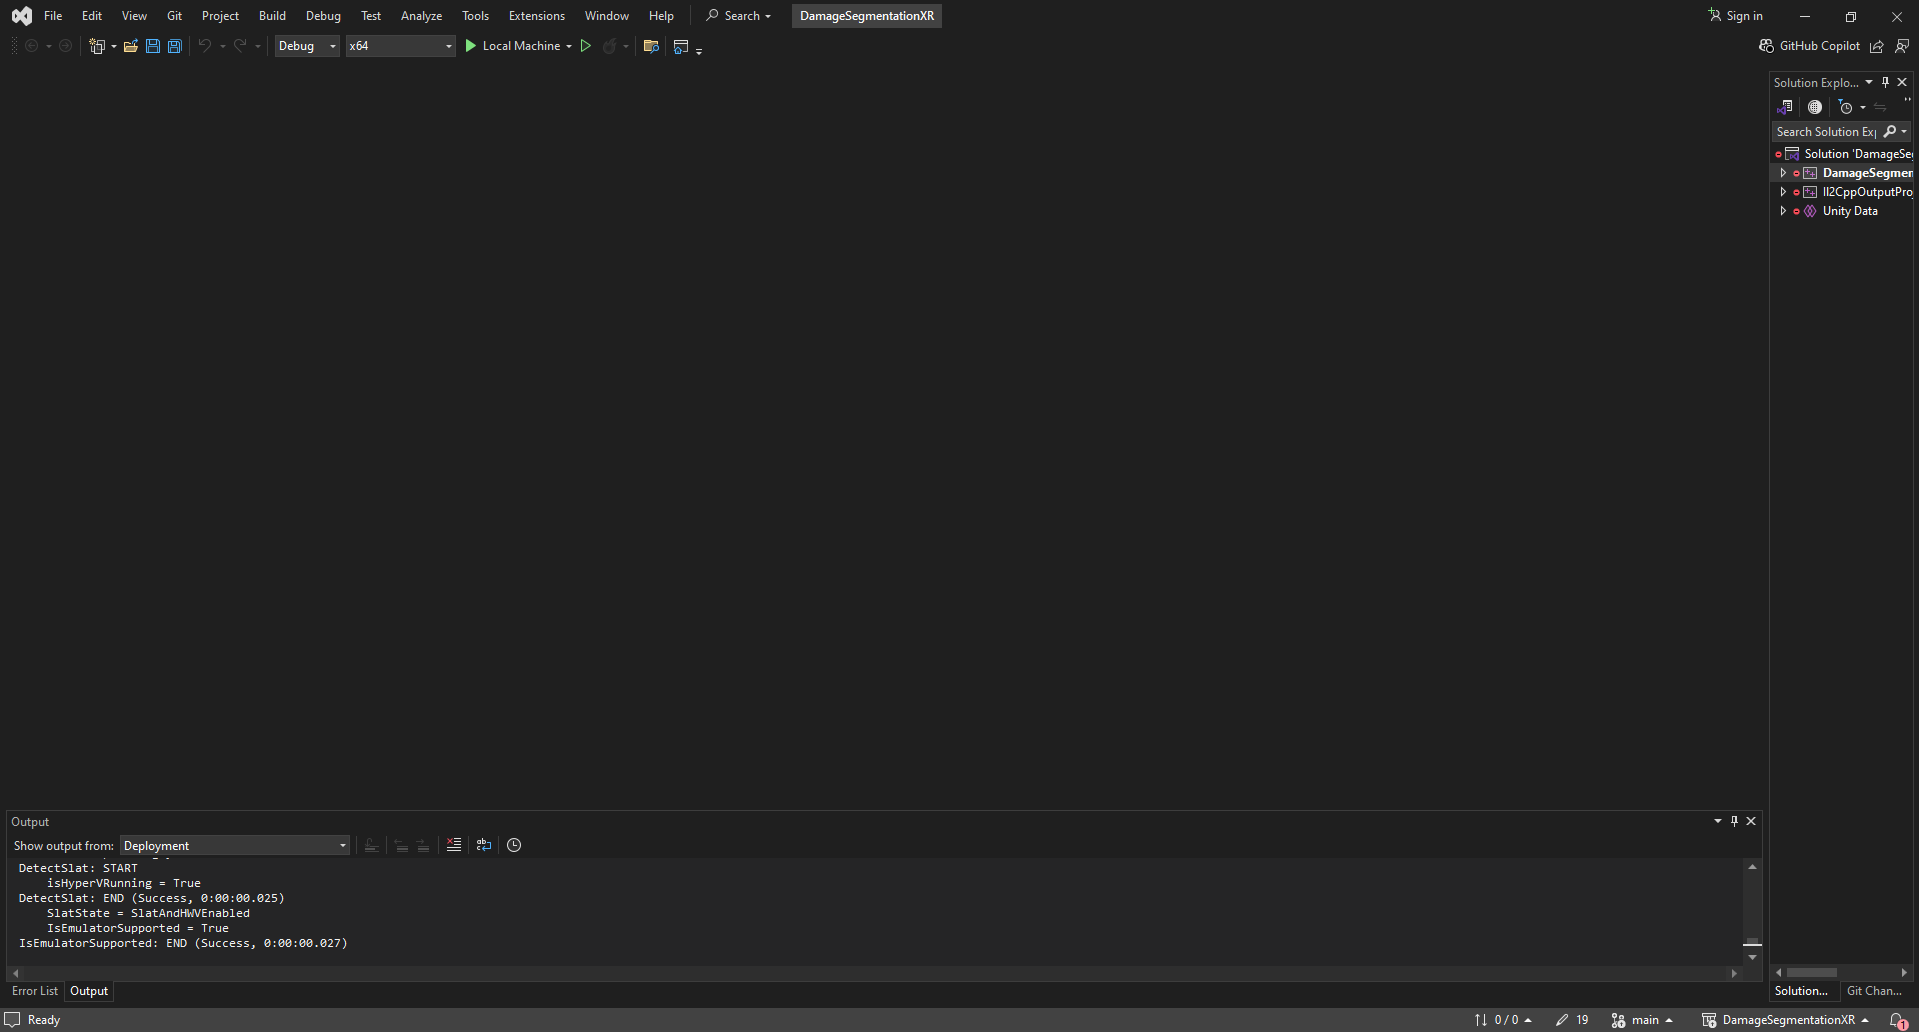 File Edit View Git Project Build Debug Test Analyze Tools Extensions Window Help Search DamageSegmentationXR Sign in
Debug x64 Local Machine GitHub Copilot
Solution Explo...
Search Solution Ex
Solution 'DamageSe
DamageSegmen
Il2CppOutputPro
Unity Data
Output
Show output from: Deployment
DetectSlat: START
isHyperVRunning = True
DetectSlat: END (Success, 0:00:00.025)
SlatState = SlatAndHWVEnabled
IsEmulatorSupported = True
IsEmulatorSupported: END (Success, 0:00:00.027)
Error List Output
Solution... Git Chan...
Ready 0 / 0 19 main DamageSegmentationXR 1